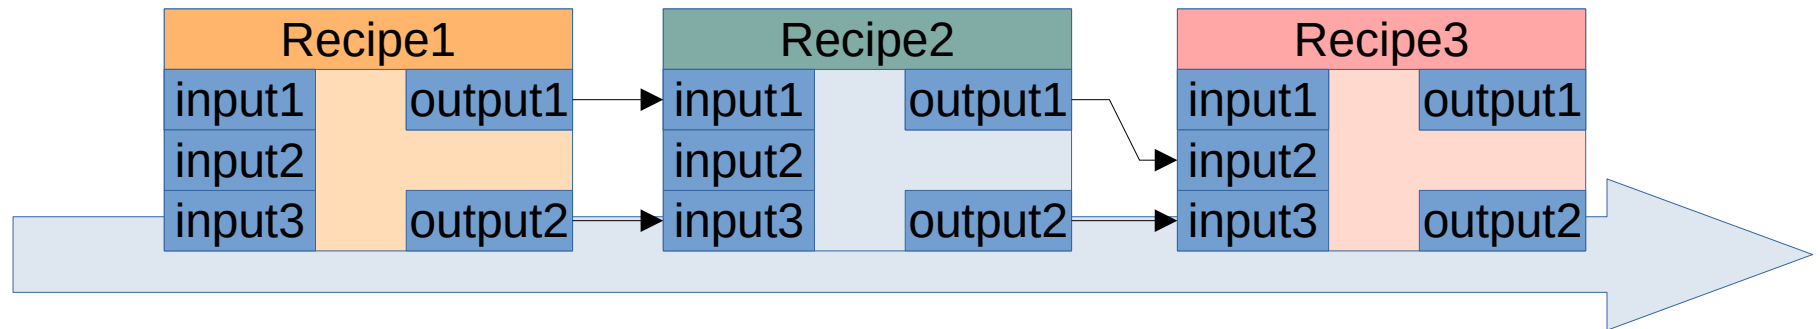 Recipe1
input1 output1
input2
input3 output2
Recipe2
input1 output1
input2
input3 output2
Recipe3
input1 output1
input2
input3 output2